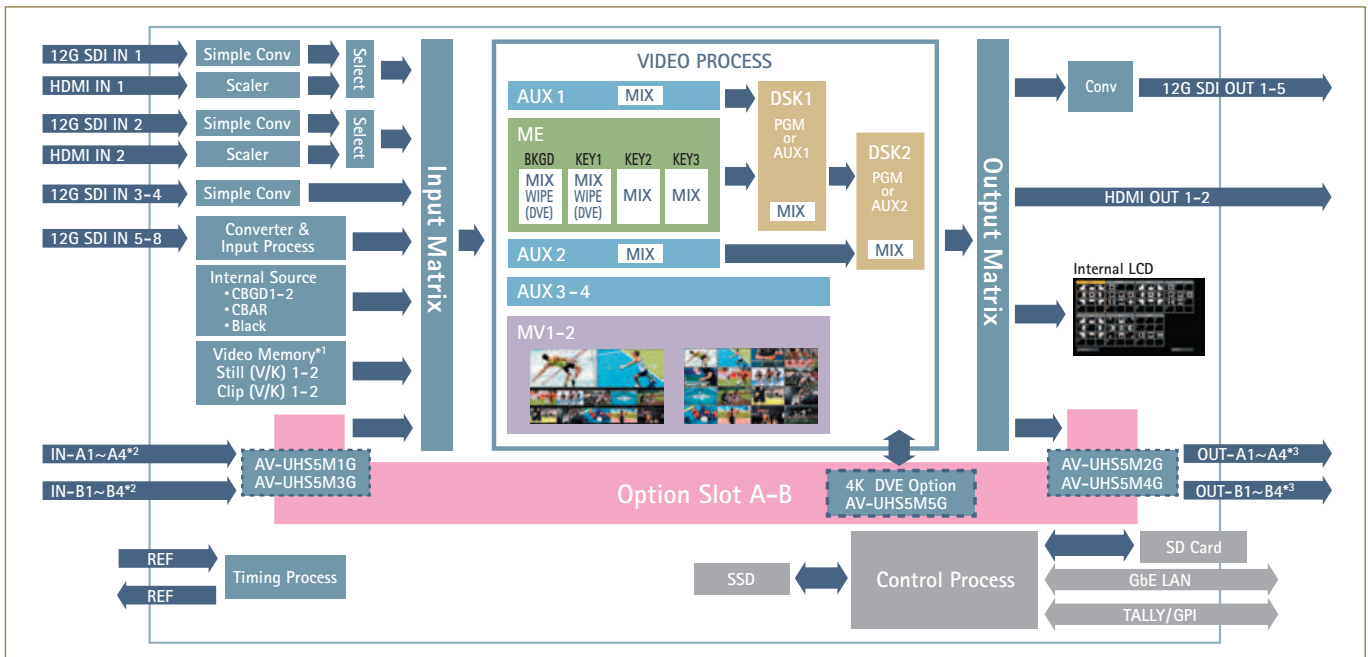 12G SDI IN 1
Simple Conv
Select
HDMI IN 1
Scaler
12G SDI IN 2
Simple Conv
Select
HDMI IN 2
Scaler
12G SDI IN 3-4
Simple Conv
12G SDI IN 5-8
Converter &
Input Process
Internal Source
•CBGD1-2
•CBAR
•Black
Video Memory*1
Still (V/K) 1-2
Clip (V/K) 1-2
Input Matrix
VIDEO PROCESS
AUX 1
MIX
ME
BKGD
KEY1
KEY2
KEY3
MIX
WIPE
(DVE)
MIX
WIPE
(DVE)
MIX
MIX
AUX 2
MIX
AUX 3-4
MV1-2
DSK1
PGM
or
AUX1
MIX
DSK2
PGM
or
AUX2
MIX
Output Matrix
Conv
12G SDI OUT 1-5
HDMI OUT 1-2
Internal LCD
IN-A1~A4*2
IN-B1~B4*2
AV-UHS5M1G
AV-UHS5M3G
Option Slot A-B
4K DVE Option
AV-UHS5M5G
AV-UHS5M2G
AV-UHS5M4G
OUT-A1~A4*3
OUT-B1~B4*3
REF
REF
Timing Process
SSD
Control Process
SD Card
GbE LAN
TALLY/GPI